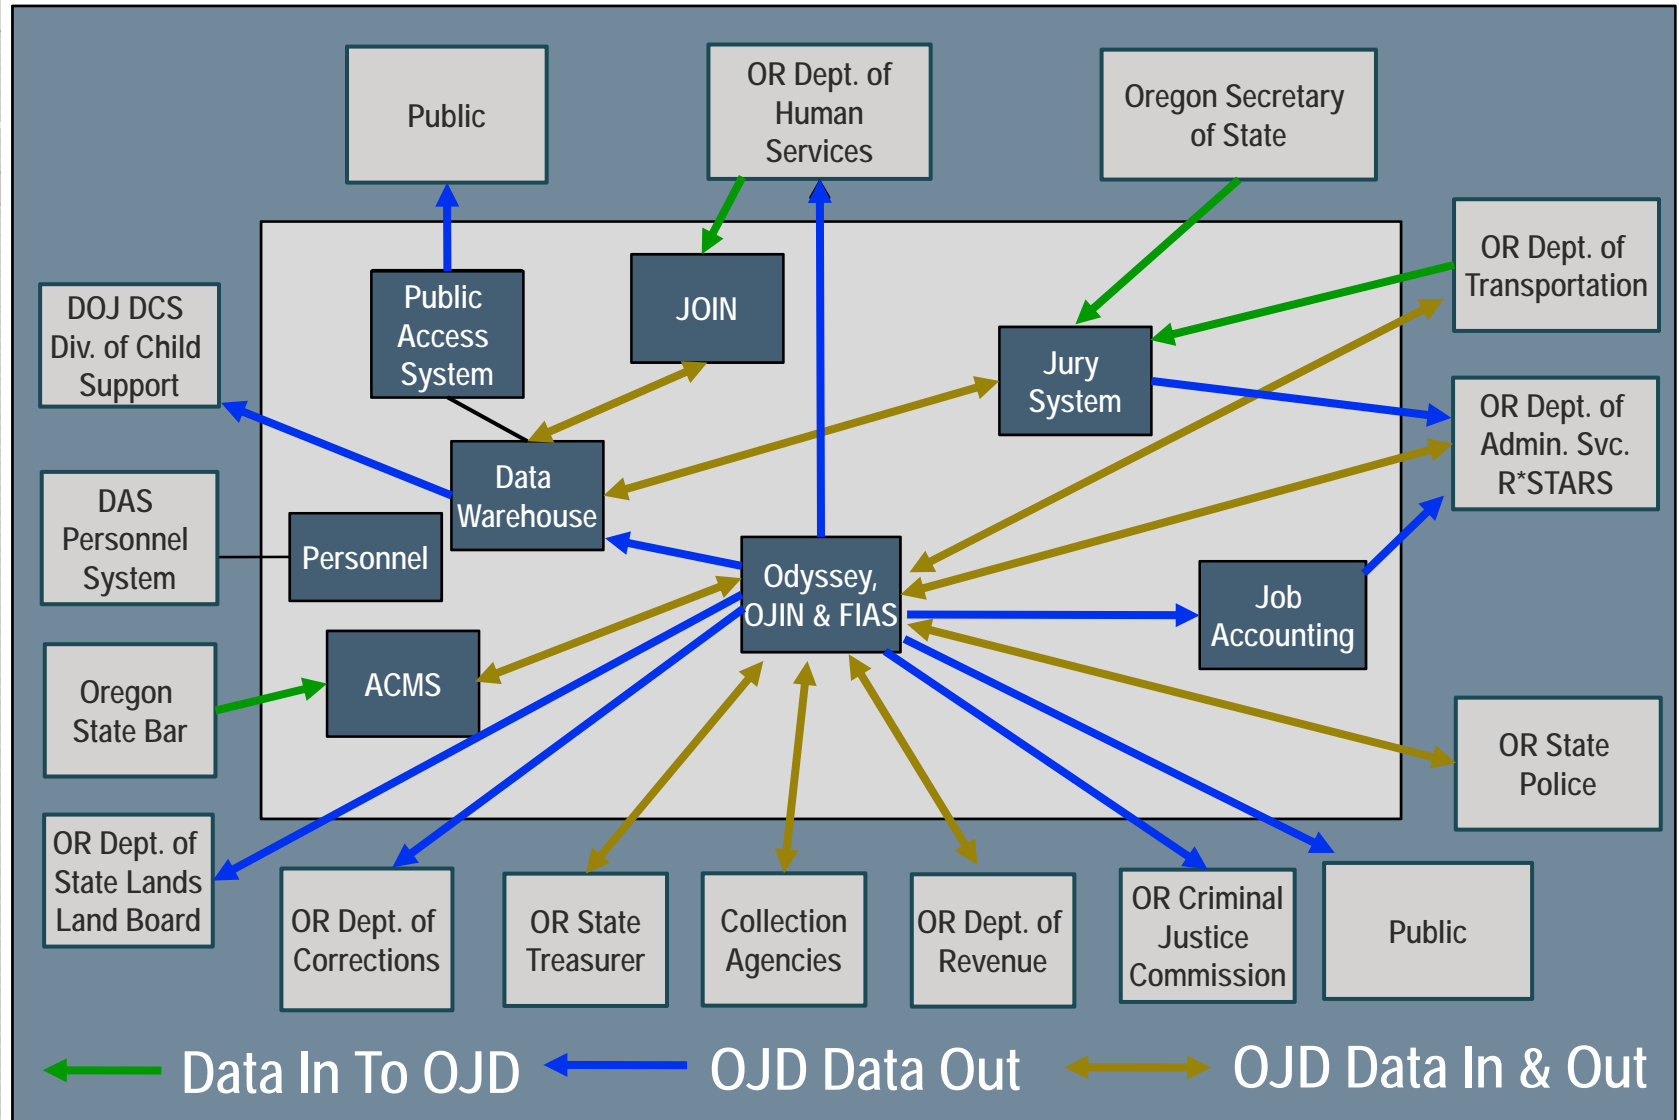 Public
OR Dept. of
Human
Services
Oregon Secretary
of State
OR Dept. of
Transportation
DOJ DCS
Div. of Child
Support
Public
Access
System
JOIN
Jury
System
OR Dept. of
Admin. Svc.
R*STARS
DAS
Personnel
System
Personnel
Data
Warehouse
Odyssey,
OJIN & FIAS
Job
Accounting
Oregon
State Bar
ACMS
OR State
Police
OR Dept. of
State Lands
Land Board
OR Dept. of
Corrections
OR State
Treasurer
Collection
Agencies
OR Dept. of
Revenue
OR Criminal
Justice
Commission
Public
Data In To OJD
OJD Data Out
OJD Data In & Out